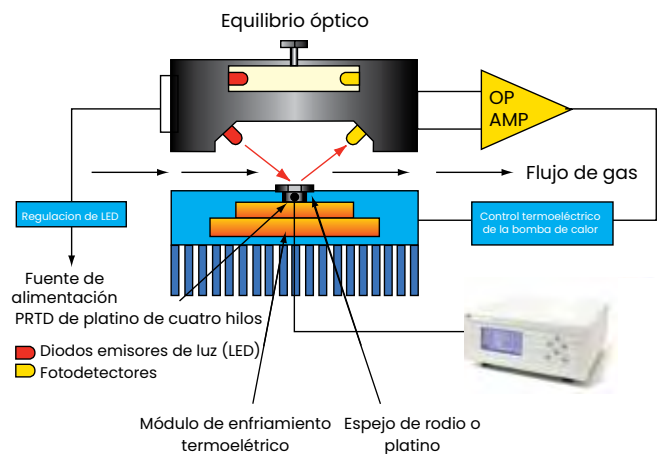 Equilibrio óptico
OP
AMP
Flujo de gas
Regulacion de LED
Control termoeléctrico
de la bomba de calor
Fuente de
alimentación
PRTD de platino de cuatro hilos
Diodos emisores de luz (LED)
Fotodetectores
Módulo de enfriamiento
termoelétrico
Espejo de rodio o
platino